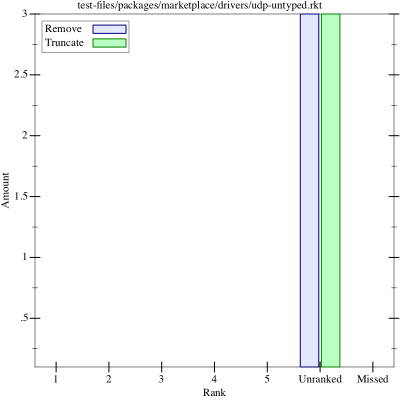 test-files/packages/marketplace/drivers/udp-untyped.rkt
Remove
Truncate
3
2.5
2
1.5
1
.5
Amount
1 2 3 4 5 Unranked Missed
Rank